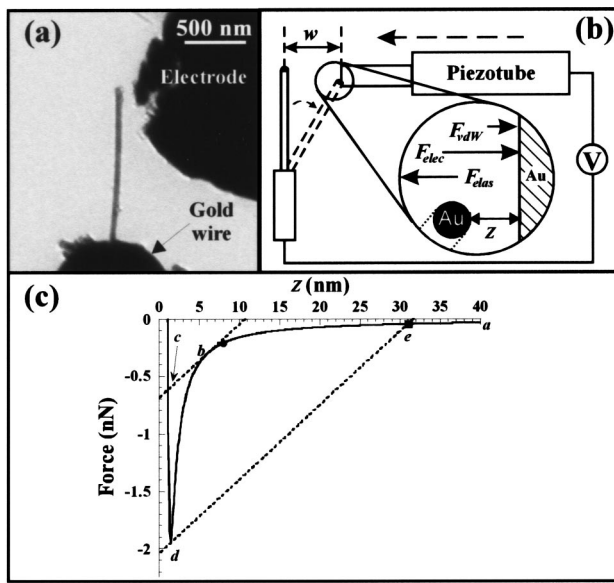 (a)
500 nm
Electrode
Gold
wire
(b)
w
Piezotube
V
F_vdW
F_elec
F_elas
Au
Au
z
(c)
z (nm)
0 5 10 15 20 25 30 35 40
0
-0.5
-1
-1.5
-2
Force (nN)
a
b
c
d
e